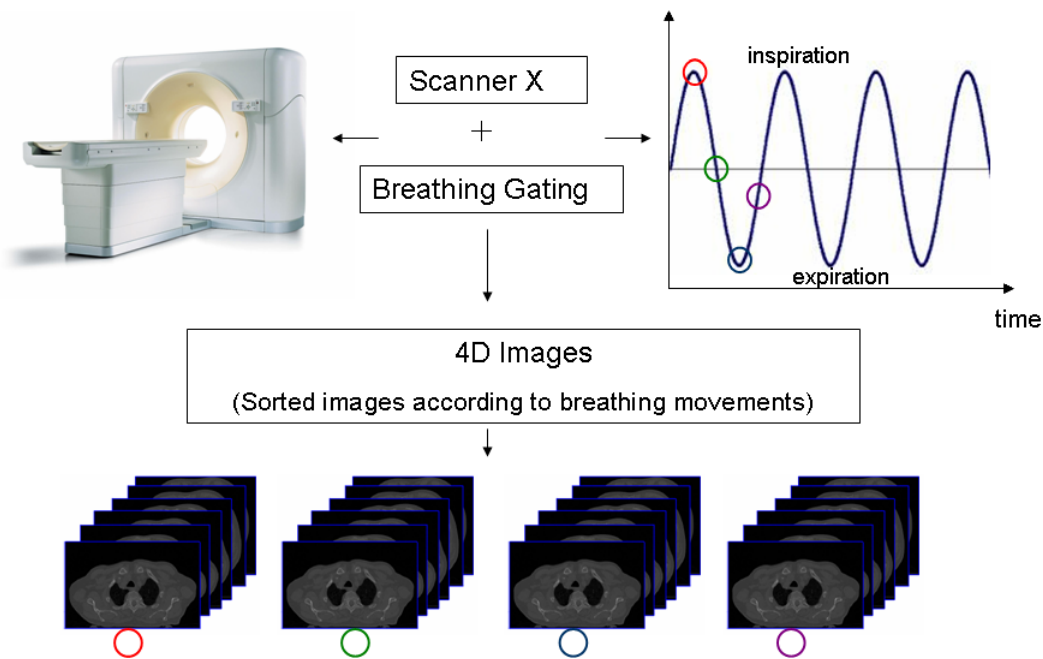 Scanner X
+
Breathing Gating
inspiration
expiration
time
4D Images
(Sorted images according to breathing movements)